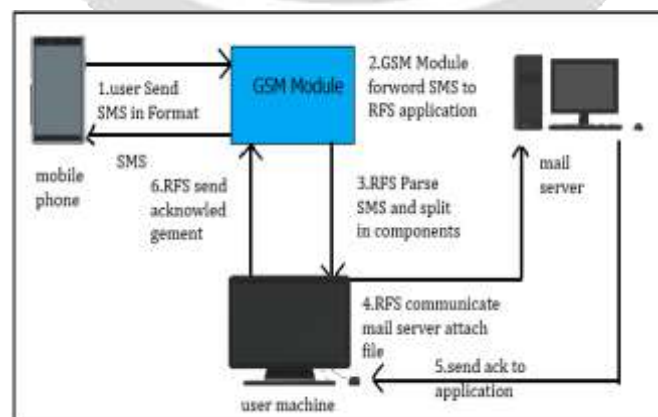 1.user Send
SMS in Format
SMS
mobile
phone
GSM Module
2.GSM Module
forword SMS to
RFS application
mail
server
6.RFS send
acknowled
gement
3.RFS Parse
SMS and split
in components
4.RFS communicate
mail server attach
file
5.send ack to
application
user machine